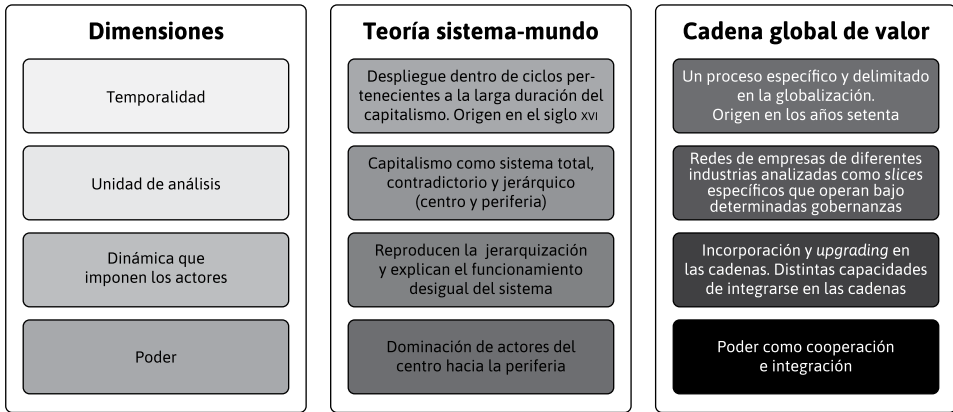 Dimensiones
Temporalidad
Unidad de análisis
Dinámica que
imponen los actores
Poder
Teoría sistema-mundo
Despliegue dentro de ciclos per-
tenecientes a la larga duración del
capitalismo. Origen en el siglo XVI
Capitalismo como sistema total,
contradictorio y jerárquico
(centro y periferia)
Reproducen la jerarquización
y explican el funcionamiento
desigual del sistema
Dominación de actores del
centro hacia la periferia
Cadena global de valor
Un proceso específico y delimitado
en la globalización.
Origen en los años setenta
Redes de empresas de diferentes
industrias analizadas como slices
específicos que operan bajo
determinadas gobernanzas
Incorporación y upgrading en
las cadenas. Distintas capacidades
de integrarse en las cadenas
Poder como cooperación
e integración